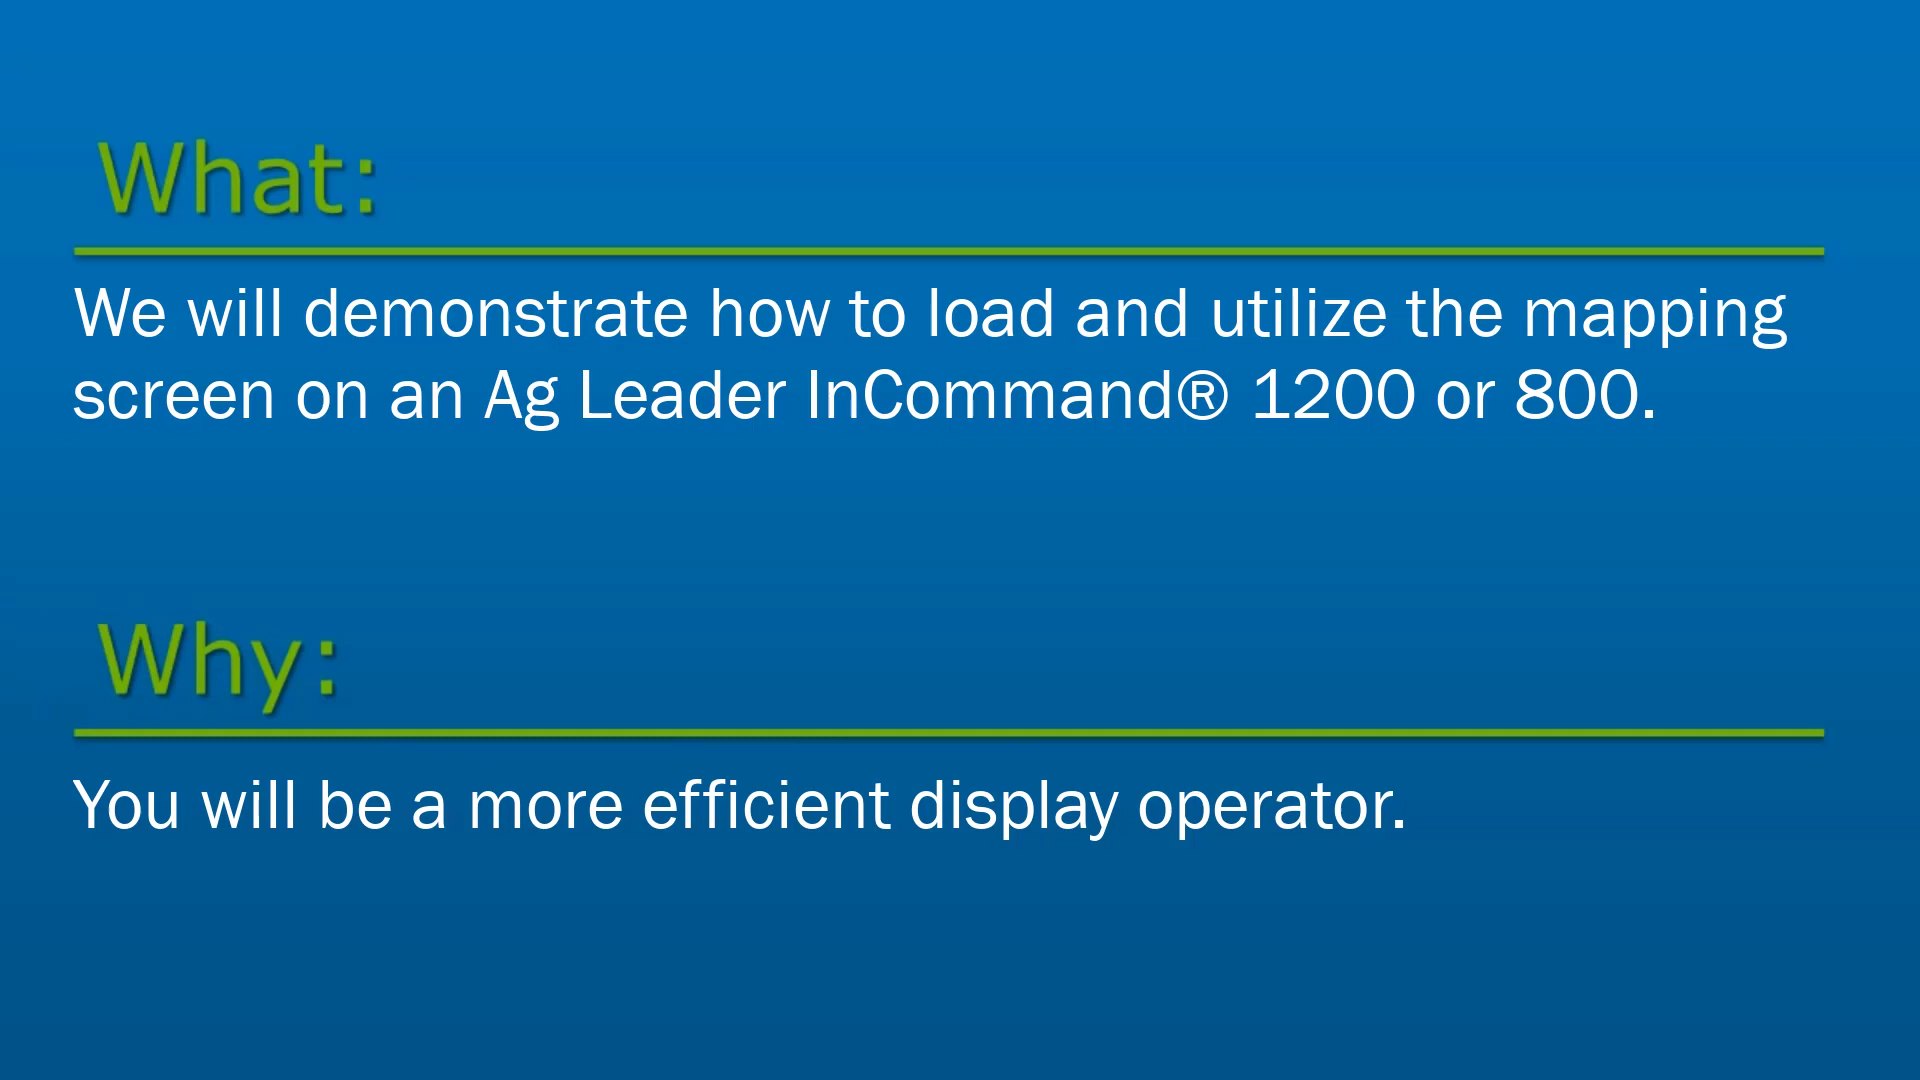 What:
We will demonstrate how to load and utilize the mapping
screen on an Ag Leader InCommand® 1200 or 800.
Why:
You will be a more efficient display operator.